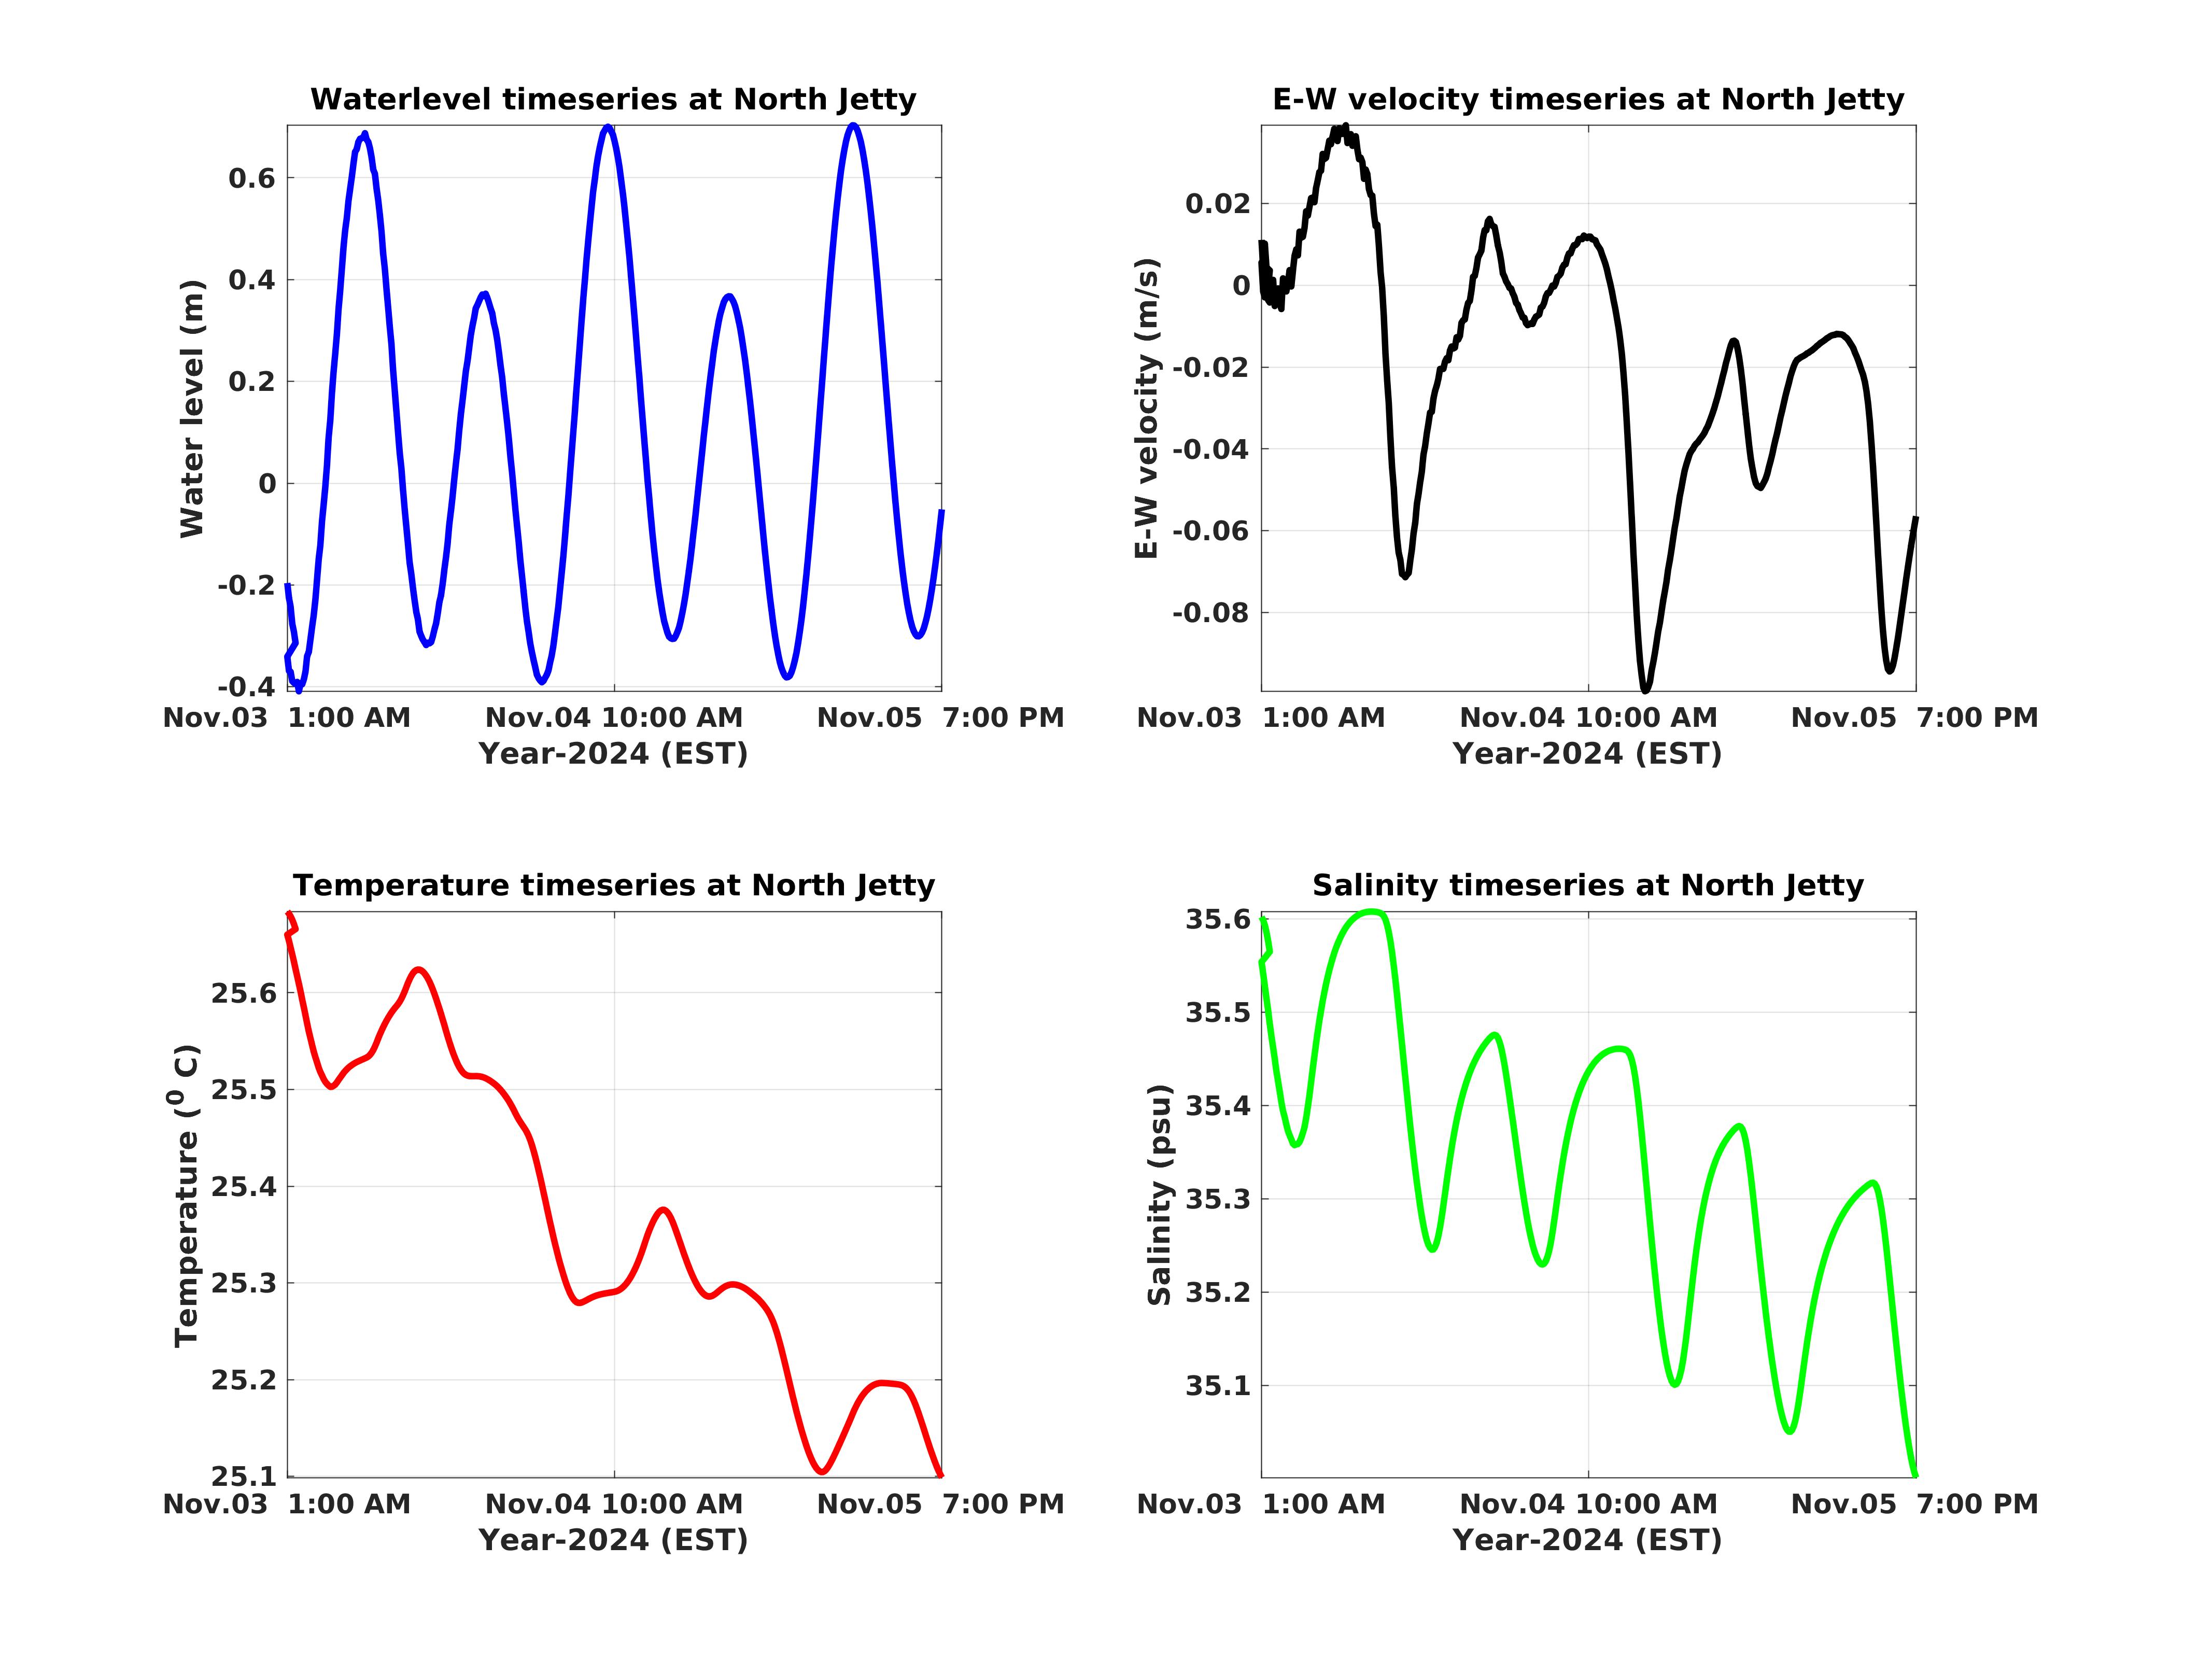 Waterlevel timeseries at North Jetty
Water level (m)
0.6
0.4
0.2
0
-0.2
-0.4
Nov.03 1:00 AM Nov.04 10:00 AM Nov.05 7:00 PM
Year-2024 (EST)
E-W velocity timeseries at North Jetty
E-W velocity (m/s)
0.02
0
-0.02
-0.04
-0.06
-0.08
Nov.03 1:00 AM Nov.04 10:00 AM Nov.05 7:00 PM
Year-2024 (EST)
Temperature timeseries at North Jetty
Temperature (⁰ C)
25.6
25.5
25.4
25.3
25.2
25.1
Nov.03 1:00 AM Nov.04 10:00 AM Nov.05 7:00 PM
Year-2024 (EST)
Salinity timeseries at North Jetty
Salinity (psu)
35.6
35.5
35.4
35.3
35.2
35.1
Nov.03 1:00 AM Nov.04 10:00 AM Nov.05 7:00 PM
Year-2024 (EST)